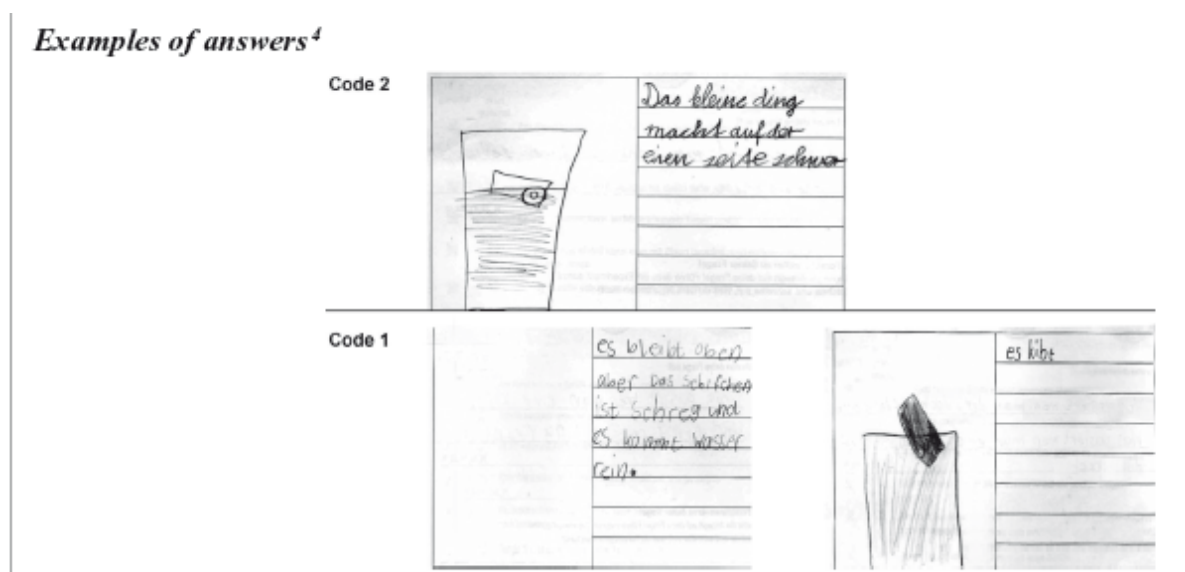 Examples of answers⁴
Code 2
Das kleine ding
macht auf der
einen seite schwer
Code 1
es bleibt oben
aber Das Schifchen
ist Schreg und
es kommt Wasser
rein.
es kibt